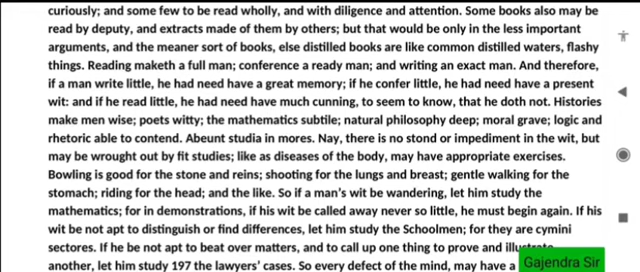 curiously; and some few to be read wholly, and with diligence and attention. Some books also may be
read by deputy, and extracts made of them by others; but that would be only in the less important
arguments, and the meaner sort of books, else distilled books are like common distilled waters, flashy
things. Reading maketh a full man; conference a ready man; and writing an exact man. And therefore,
if a man write little, he had need have a great memory; if he confer little, he had need have a present
wit: and if he read little, he had need have much cunning, to seem to know, that he doth not. Histories
make men wise; poets witty; the mathematics subtile; natural philosophy deep; moral grave; logic and
rhetoric able to contend. Abeunt studia in mores. Nay, there is no stond or impediment in the wit, but
may be wrought out by fit studies; like as diseases of the body, may have appropriate exercises.
Bowling is good for the stone and reins; shooting for the lungs and breast; gentle walking for the
stomach; riding for the head; and the like. So if a man's wit be wandering, let him study the
mathematics; for in demonstrations, if his wit be called away never so little, he must begin again. If his
wit be not apt to distinguish or find differences, let him study the Schoolmen; for they are cymini
sectores. If he be not apt to beat over matters, and to call up one thing to prove and illustrate
another, let him study 197 the lawyers' cases. So every defect of the mind, may have a
Gajendra Sir